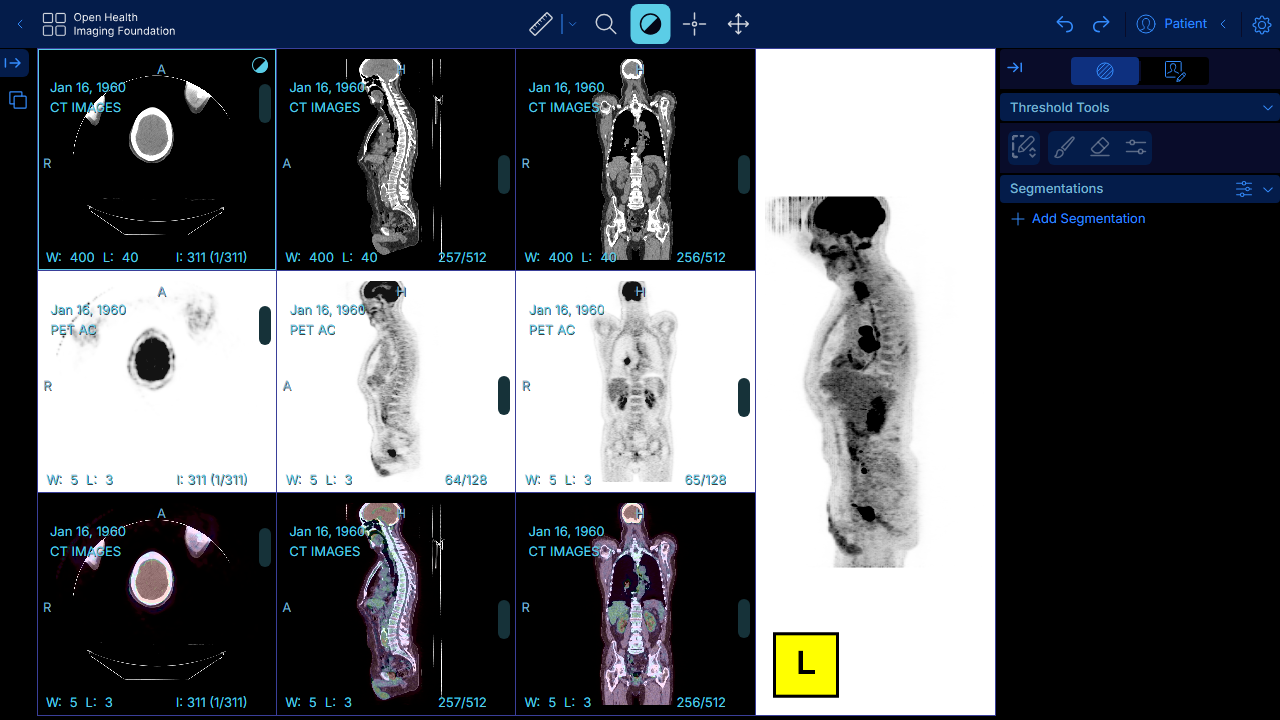 Open Health
Imaging Foundation
Patient
Jan 16, 1960
CT IMAGES
A
R
W: 400 L: 40
I: 311 (1/311)
Jan 16, 1960
CT IMAGES
H
A
W: 400 L: 40
257/512
Jan 16, 1960
CT IMAGES
H
R
W: 400 L: 40
256/512
Jan 16, 1960
PET AC
A
R
W: 5 L: 3
I: 311 (1/311)
Jan 16, 1960
PET AC
H
A
W: 5 L: 3
64/128
Jan 16, 1960
PET AC
H
R
W: 5 L: 3
65/128
Jan 16, 1960
CT IMAGES
A
R
W: 5 L: 3
I: 311 (1/311)
Jan 16, 1960
CT IMAGES
H
A
W: 5 L: 3
257/512
Jan 16, 1960
CT IMAGES
H
R
W: 5 L: 3
256/512
L
Threshold Tools
Segmentations
Add Segmentation